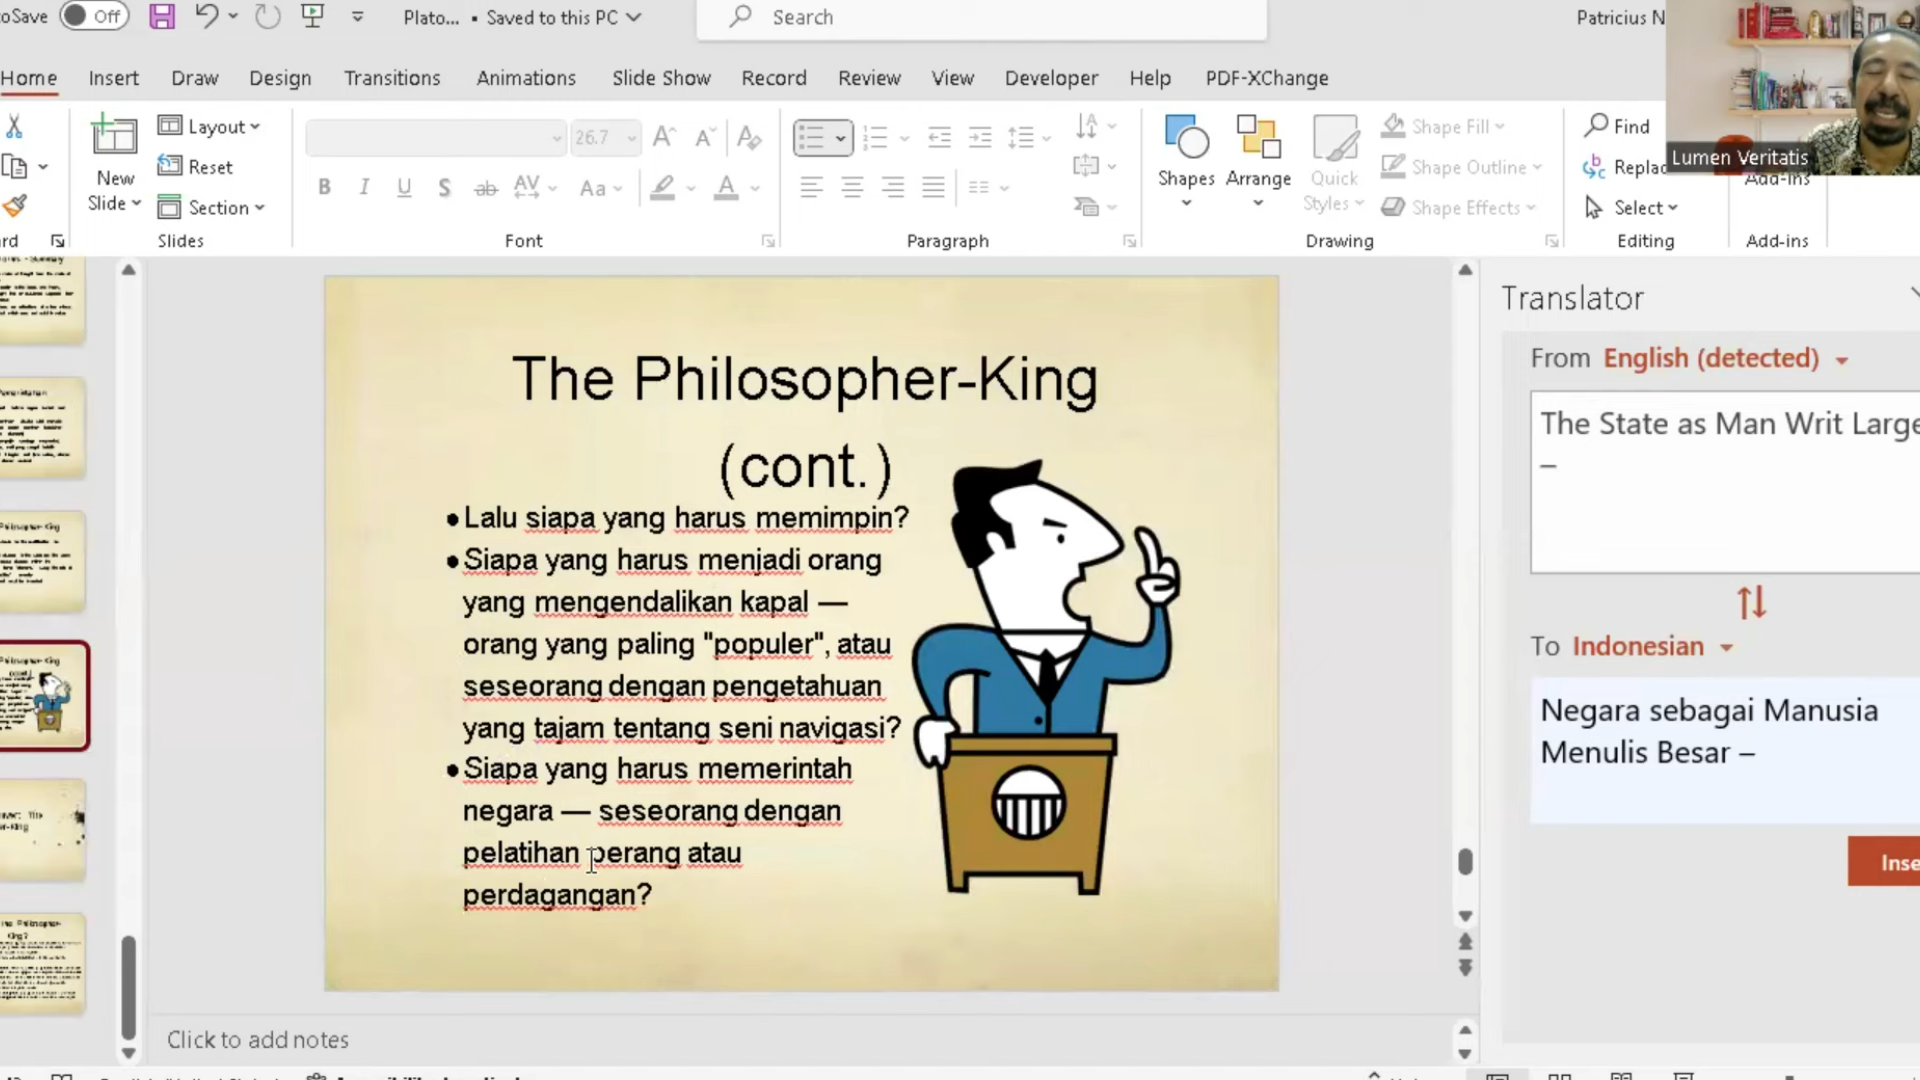 oSave
Off
Plato... • Saved to this PC
Search
Patricius N
Home
Insert
Draw
Design
Transitions
Animations
Slide Show
Record
Review
View
Developer
Help
PDF-XChange
New
Slide
Layout
Reset
Section
Slides
26.7
B I U S ab AV Aa A
Font
Paragraph
Shapes
Arrange
Quick
Styles
Shape Fill
Shape Outline
Shape Effects
Drawing
Find
Replac
Select
Editing
Add-ins
Add-ins
Lumen Veritatis
rd
The Philosopher-King
(cont.)
•Lalu siapa yang harus memimpin?
•Siapa yang harus menjadi orang
yang mengendalikan kapal —
orang yang paling "populer", atau
seseorang dengan pengetahuan
yang tajam tentang seni navigasi?
•Siapa yang harus memerintah
negara — seseorang dengan
pelatihan perang atau
perdagangan?
Click to add notes
Translator
From English (detected)
The State as Man Writ Large
–
To Indonesian
Negara sebagai Manusia
Menulis Besar –
Inse